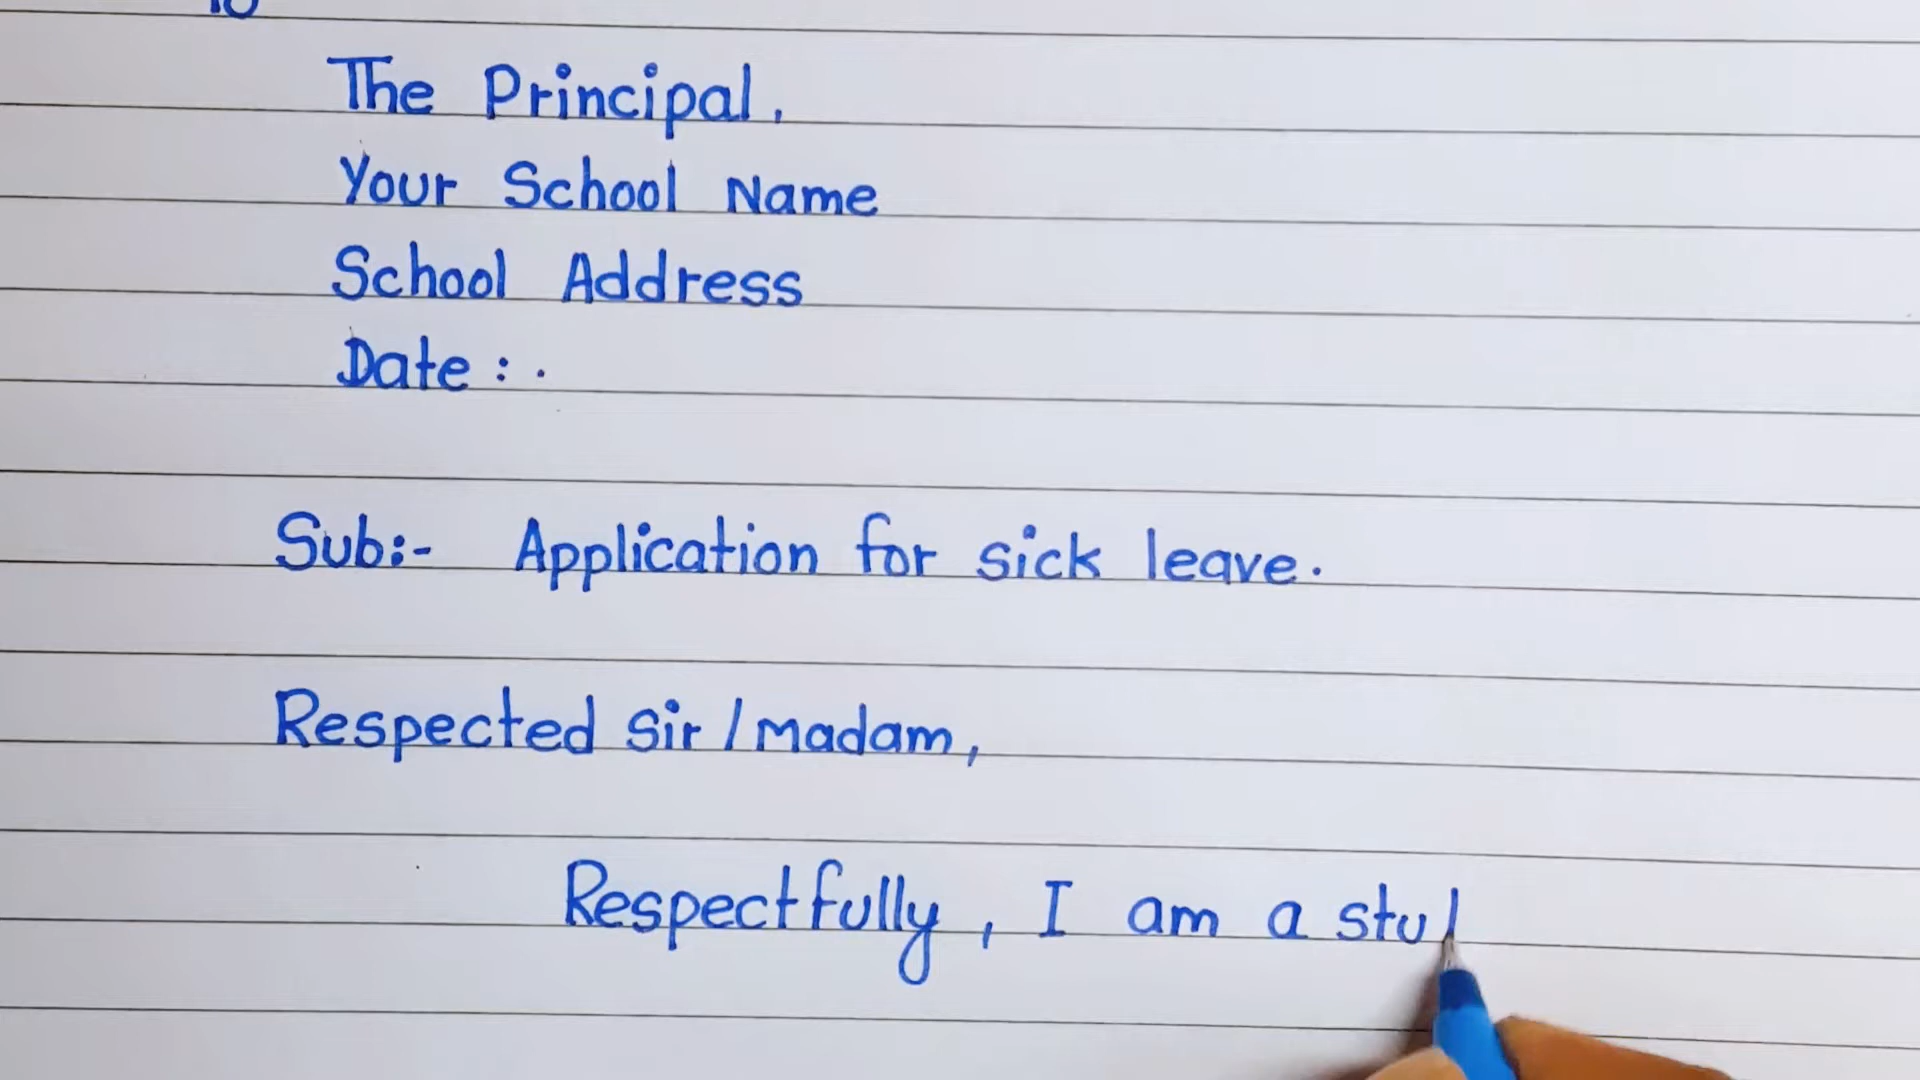 To
The Principal,
Your School Name
School Address
Date : .
Sub:- Application for sick leave.
Respected Sir / Madam,
Respectfully, I am a stu